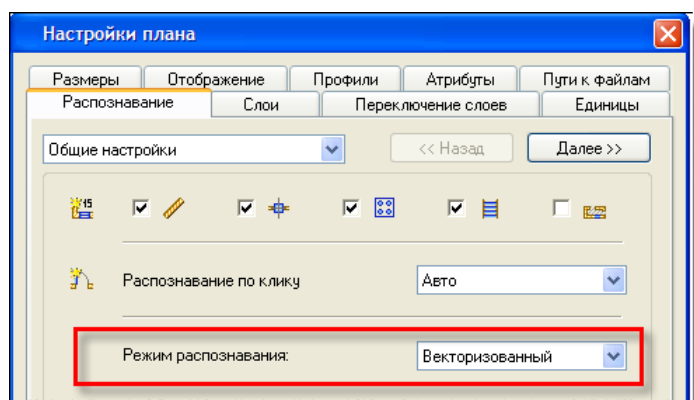 Настройки плана
Размеры Отображение Профили Атрибуты Пути к файлам
Распознавание Слои Переключение слоев Единицы
Общие настройки << Назад Далее >>
15
Распознавание по клику Авто
Режим распознавания: Векторизованный